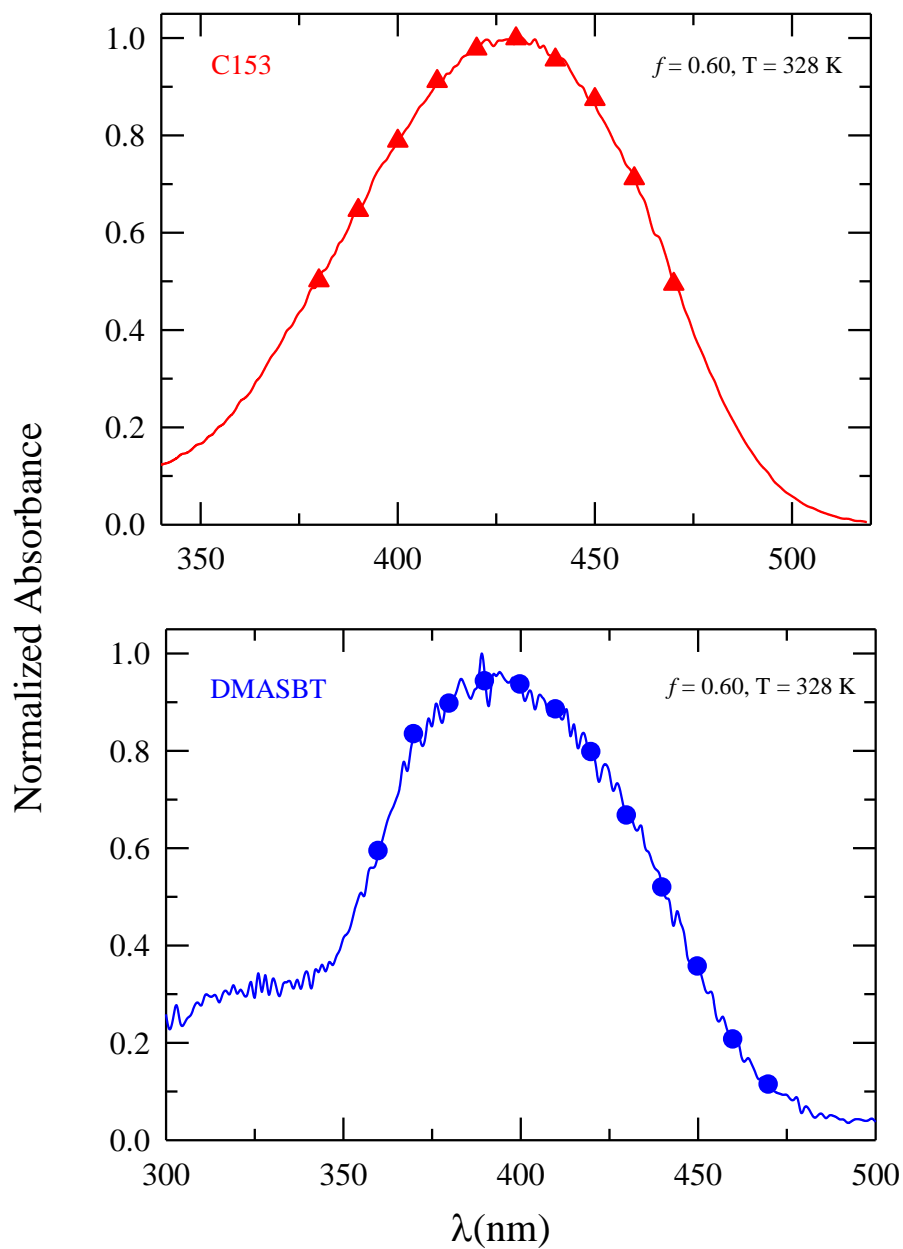 Normalized Absorbance
C153
f = 0.60, T = 328 K
1.0
0.8
0.6
0.4
0.2
0.0
350 400 450 500
DMASBT
f = 0.60, T = 328 K
1.0
0.8
0.6
0.4
0.2
0.0
300 350 400 450 500
λ(nm)